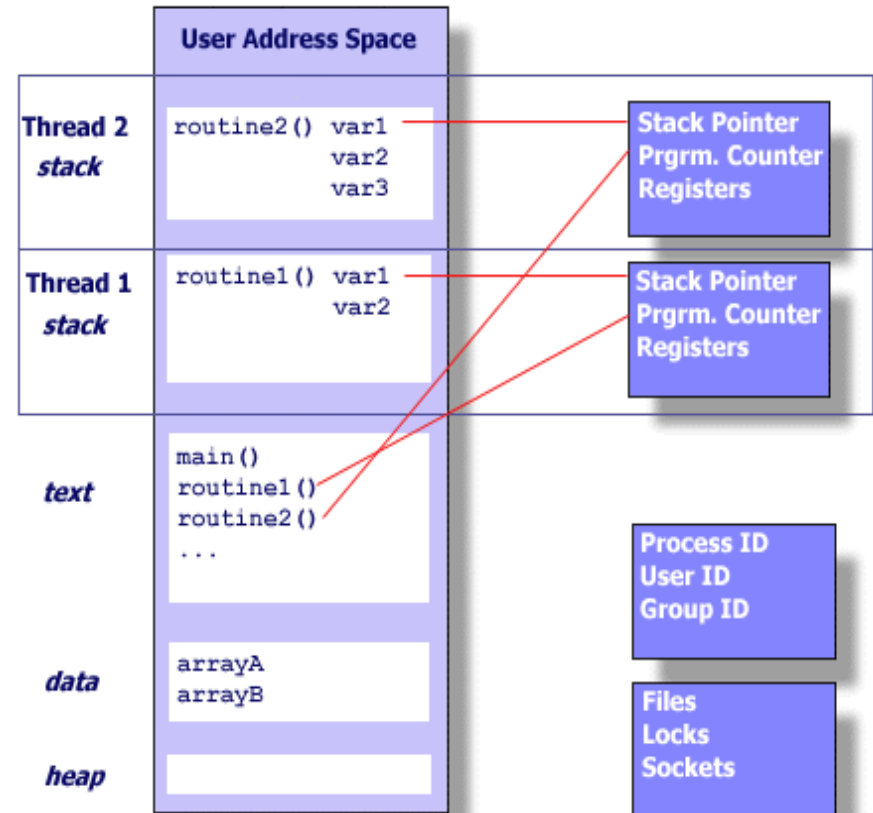 User Address Space
Thread 2
stack
routine2() var1
var2
var3
Stack Pointer
Prgrm. Counter
Registers
Thread 1
stack
routine1() var1
var2
Stack Pointer
Prgrm. Counter
Registers
text
main()
routine1()
routine2()
...
Process ID
User ID
Group ID
data
arrayA
arrayB
Files
Locks
Sockets
heap